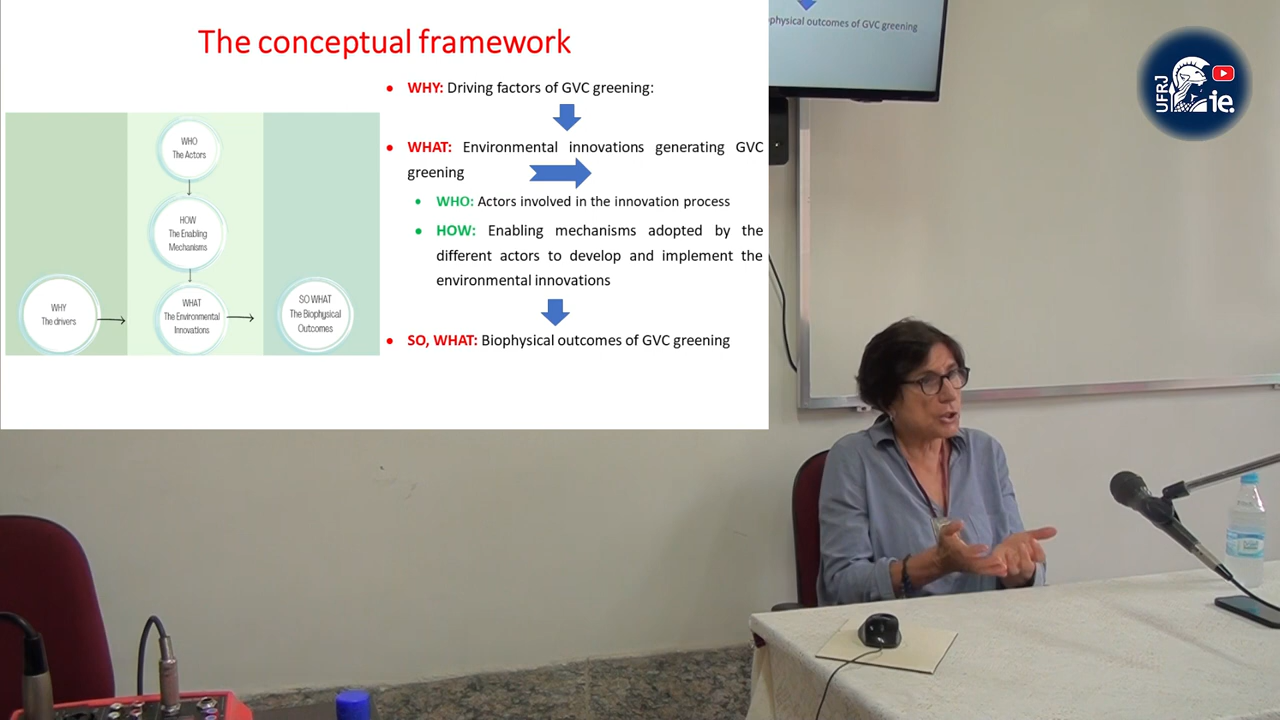 The conceptual framework
WHO
The Actors
HOW
The Enabling
Mechanisms
WHY
The drivers
WHAT
The Environmental
Innovations
SO WHAT
The Biophysical
Outcomes
• WHY: Driving factors of GVC greening:
• WHAT: Environmental innovations generating GVC
greening
• WHO: Actors involved in the innovation process
• HOW: Enabling mechanisms adopted by the
different actors to develop and implement the
environmental innovations
• SO, WHAT: Biophysical outcomes of GVC greening
physical outcomes of GVC greening
UFRJ
ie.